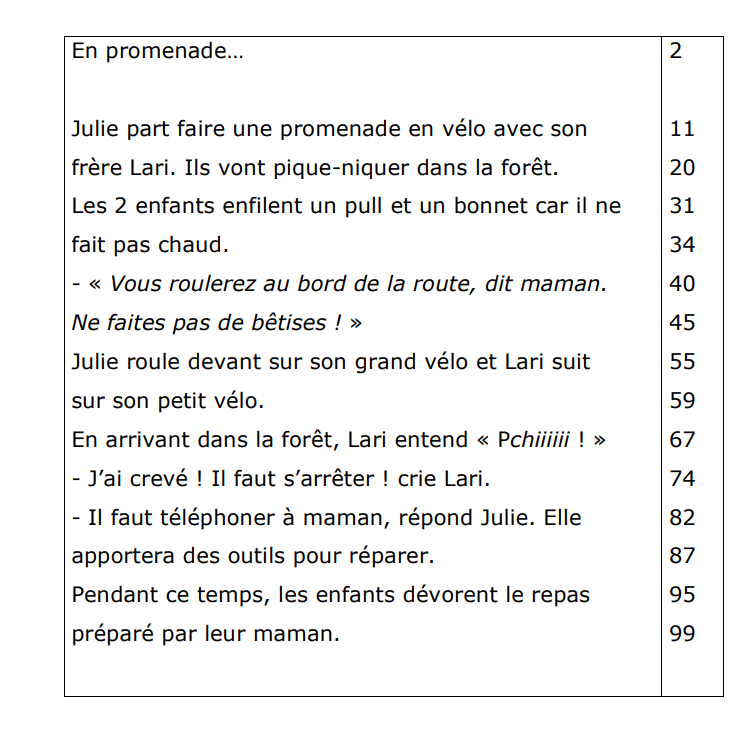 En promenade… 2
Julie part faire une promenade en vélo avec son 11
frère Lari. Ils vont pique-niquer dans la forêt. 20
Les 2 enfants enfilent un pull et un bonnet car il ne 31
fait pas chaud. 34
- « Vous roulerez au bord de la route, dit maman. 40
Ne faites pas de bêtises ! » 45
Julie roule devant sur son grand vélo et Lari suit 55
sur son petit vélo. 59
En arrivant dans la forêt, Lari entend « Pchiiiiii ! » 67
- J’ai crevé ! Il faut s’arrêter ! crie Lari. 74
- Il faut téléphoner à maman, répond Julie. Elle 82
apportera des outils pour réparer. 87
Pendant ce temps, les enfants dévorent le repas 95
préparé par leur maman. 99